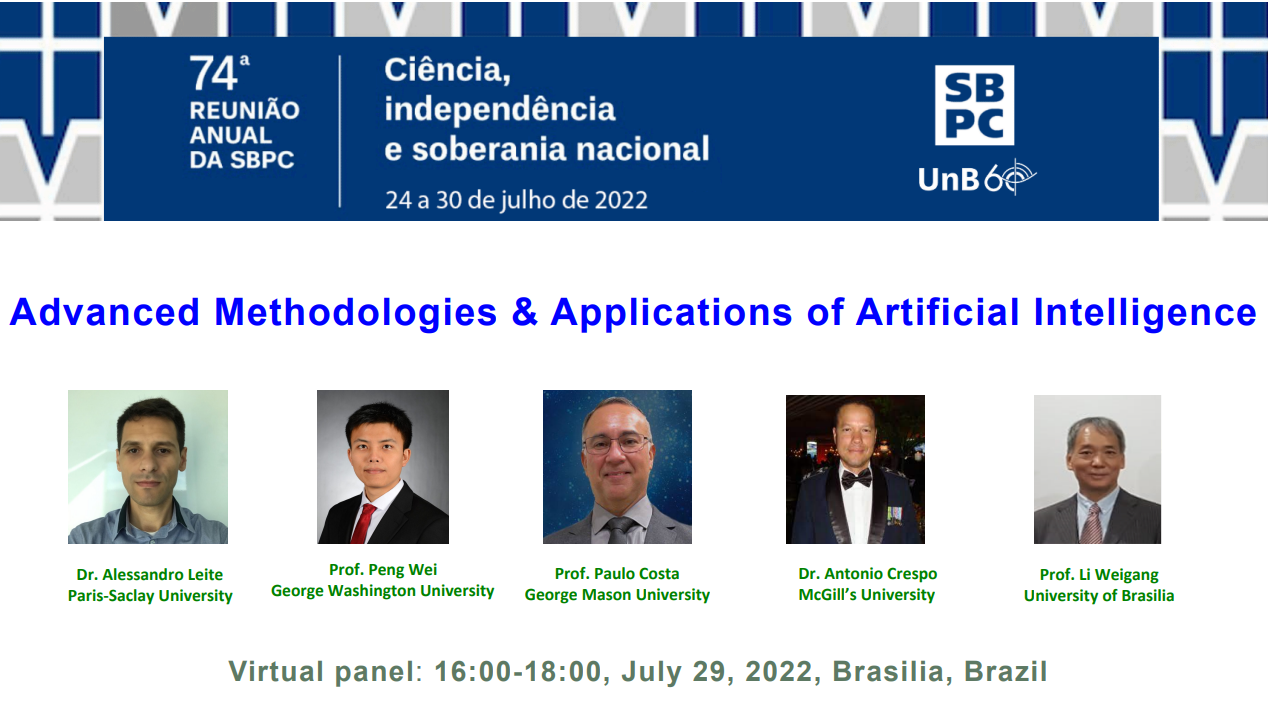 74ª
REUNIÃO
ANUAL
DA SBPC
Ciência,
independência
e soberania nacional
24 a 30 de julho de 2022
SB
PC
UnB 60
Advanced Methodologies & Applications of Artificial Intelligence
Dr. Alessandro Leite
Paris-Saclay University
Prof. Peng Wei
George Washington University
Prof. Paulo Costa
George Mason University
Dr. Antonio Crespo
McGill's University
Prof. Li Weigang
University of Brasilia
Virtual panel: 16:00-18:00, July 29, 2022, Brasilia, Brazil